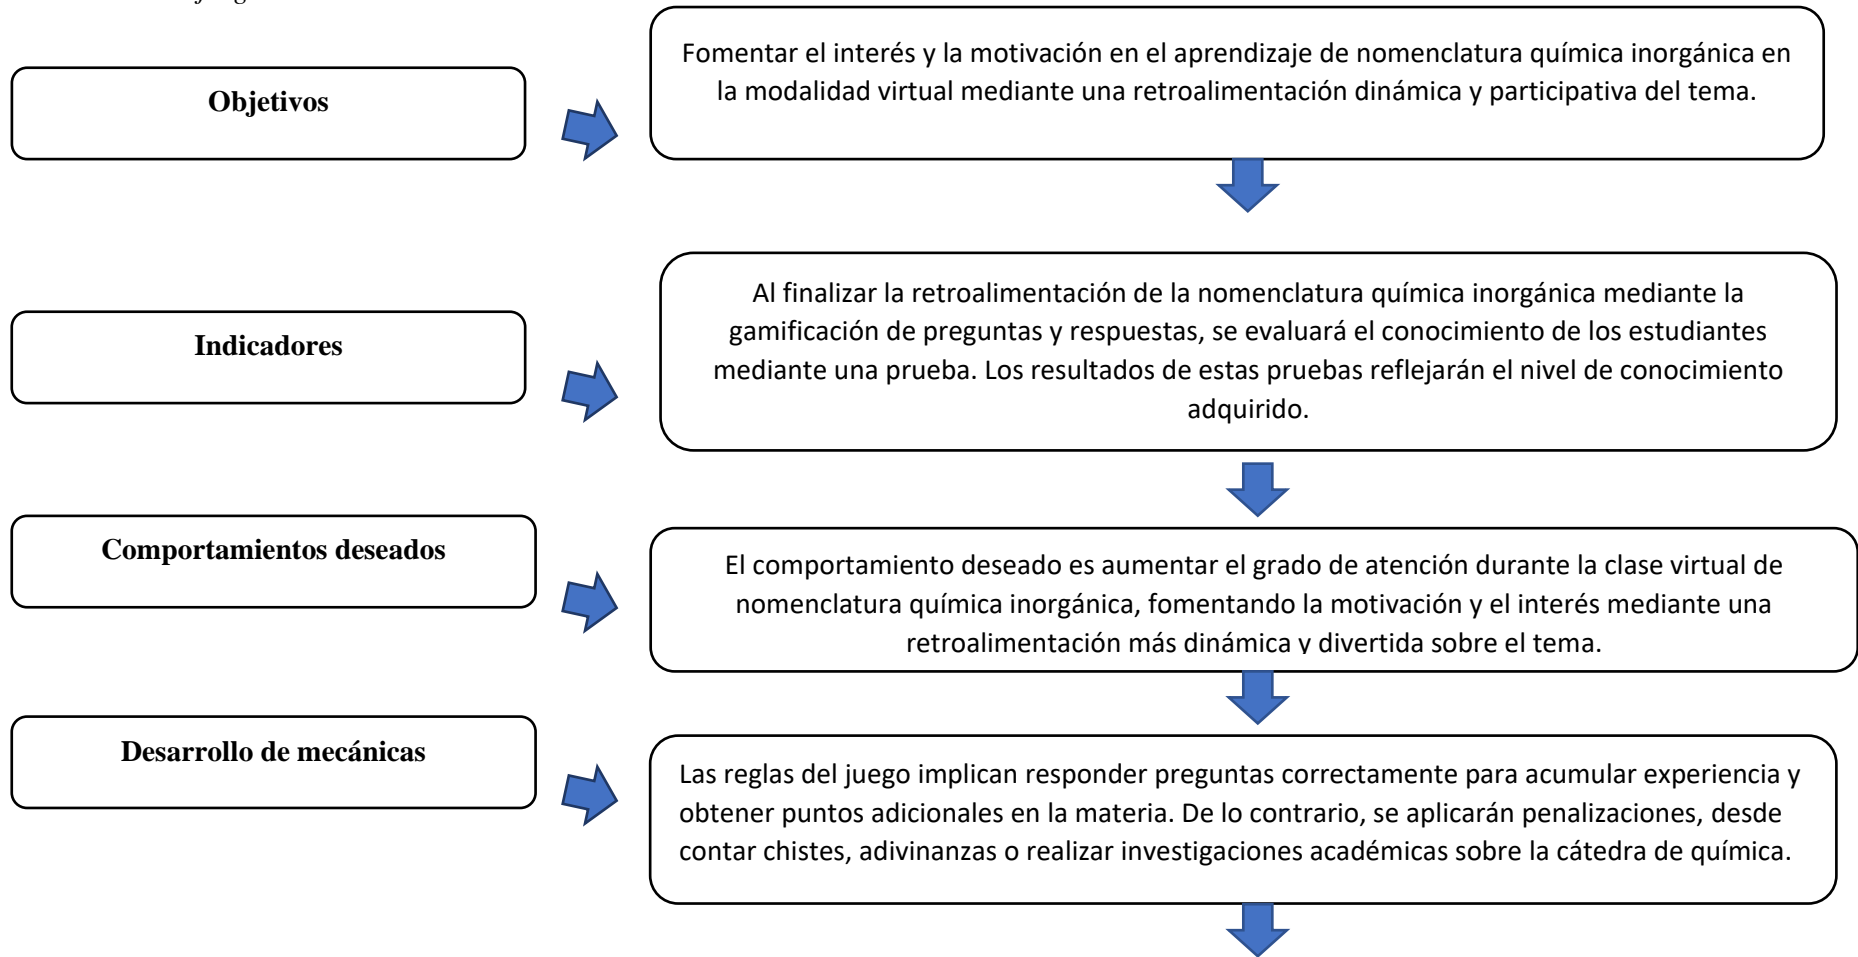 Objetivos
Fomentar el interés y la motivación en el aprendizaje de nomenclatura química inorgánica en
la modalidad virtual mediante una retroalimentación dinámica y participativa del tema.
Indicadores
Al finalizar la retroalimentación de la nomenclatura química inorgánica mediante la
gamificación de preguntas y respuestas, se evaluará el conocimiento de los estudiantes
mediante una prueba. Los resultados de estas pruebas reflejarán el nivel de conocimiento
adquirido.
Comportamientos deseados
El comportamiento deseado es aumentar el grado de atención durante la clase virtual de
nomenclatura química inorgánica, fomentando la motivación y el interés mediante una
retroalimentación más dinámica y divertida sobre el tema.
Desarrollo de mecánicas
Las reglas del juego implican responder preguntas correctamente para acumular experiencia y
obtener puntos adicionales en la materia. De lo contrario, se aplicarán penalizaciones, desde
contar chistes, adivinanzas o realizar investigaciones académicas sobre la cátedra de química.